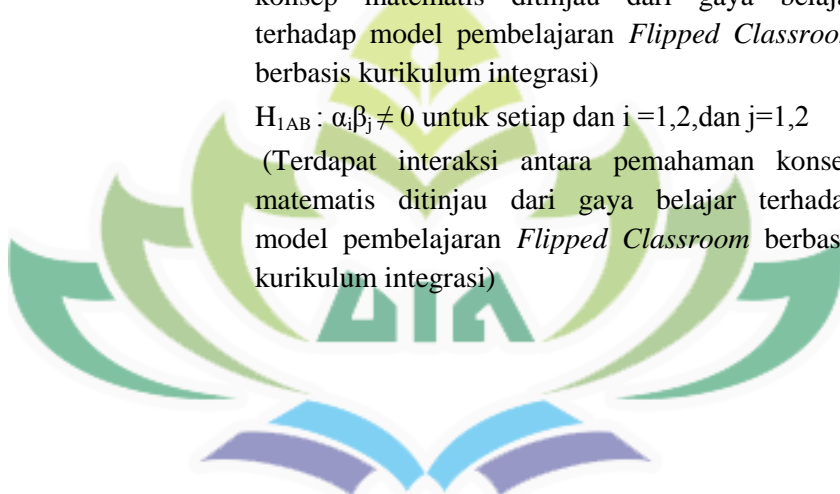 konsep matematis ditinjau dari gaya belaja
terhadap model pembelajaran Flipped Classroo
berbasis kurikulum integrasi)
H1AB : αiβj ≠ 0 untuk setiap dan i =1,2,dan j=1,2
(Terdapat interaksi antara pemahaman konse
matematis ditinjau dari gaya belajar terhada
model pembelajaran Flipped Classroom berbas
kurikulum integrasi)